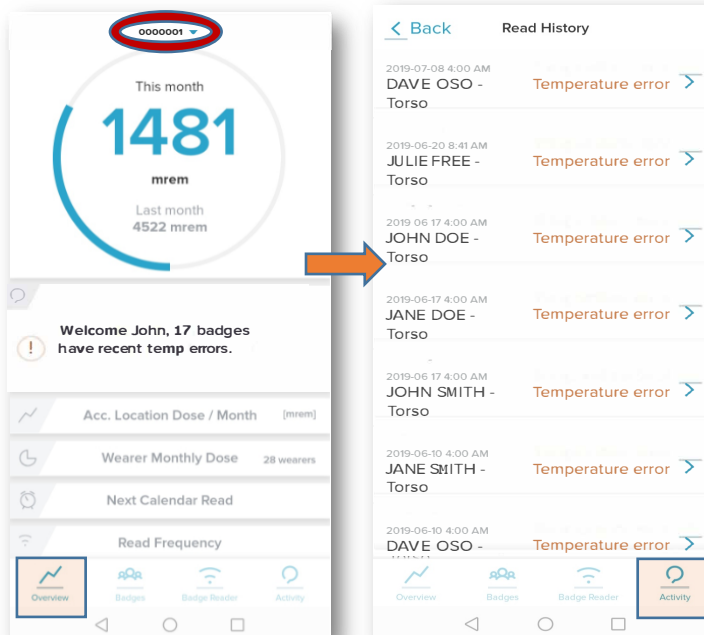 0000001
This month
1481
mrem
Last month
4522 mrem
Welcome John, 17 badges
have recent temp errors.
Acc. Location Dose / Month [mrem]
Wearer Monthly Dose 28 wearers
Next Calendar Read
Read Frequency
Overview Badges Badge Reader Activity
Back Read History
2019-07-08 4:00 AM
DAVE OSO - Temperature error
Torso
2019-06-20 8:41 AM
JULIE FREE - Temperature error
Torso
2019 06 17 4:00 AM
JOHN DOE - Temperature error
Torso
2019-06-17 4:00 AM
JANE DOE - Temperature error
Torso
2019-06 17 4:00 AM
JOHN SMITH - Temperature error
Torso
2019-06-10 4:00 AM
JANE SMITH - Temperature error
Torso
2019-06-10 4:00 AM
DAVE OSO - Temperature error
Overview Badges Badge Reader Activity